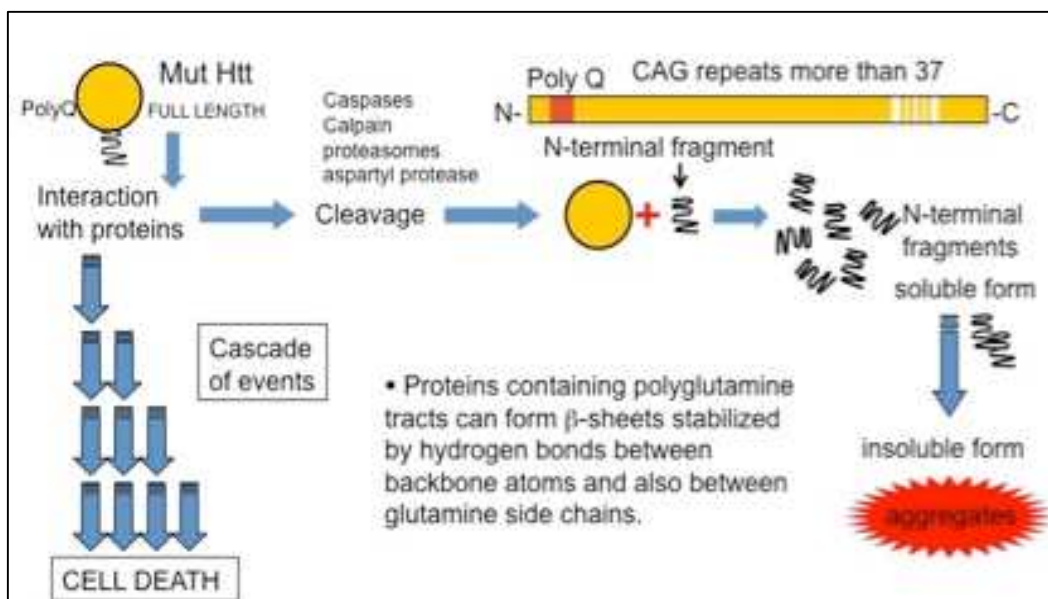 Mut Htt
PolyQ
FULL LENGTH
Interaction
with proteins
Caspases
Calpain
proteasomes
aspartyl protease
Cleavage
Poly Q
CAG repeats more than 37
N-
-C
N-terminal fragment
+
N-terminal
fragments
soluble form
insoluble form
aggregates
Cascade
of events
• Proteins containing polyglutamine
tracts can form β-sheets stabilized
by hydrogen bonds between
backbone atoms and also between
glutamine side chains.
CELL DEATH